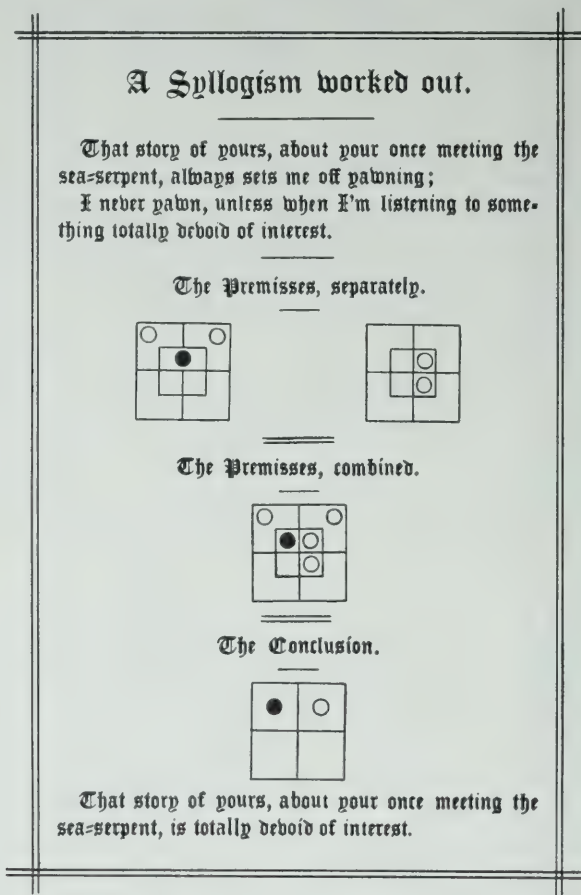 A Syllogism worked out.
That story of yours, about your once meeting the
sea-serpent, always sets me off yawning;
I never yawn, unless when I'm listening to some-
thing totally devoid of interest.
The Premisses, separately.
The Premisses, combined.
The Conclusion.
That story of yours, about your once meeting the
sea-serpent, is totally devoid of interest.